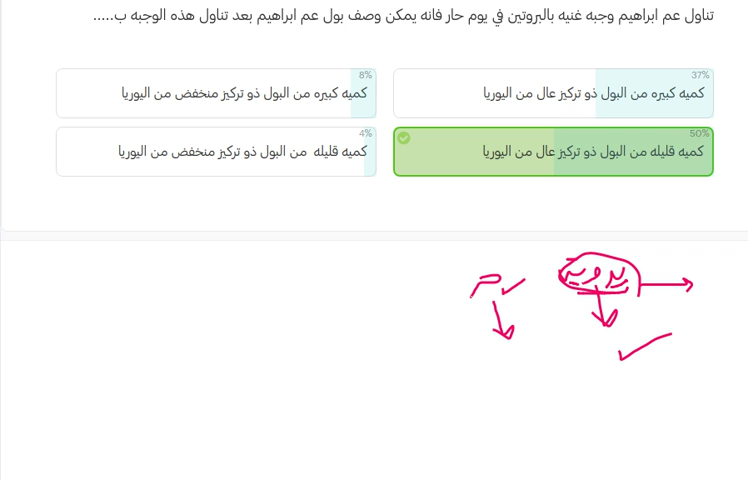 تناول عم ابراهيم وجبه غنيه بالبروتين في يوم حار فانه يمكن وصف بول عم ابراهيم بعد تناول هذه الوجبه ب.....
37%
كميه كبيره من البول ذو تركيز عال من اليوريا
8%
كميه كبيره من البول ذو تركيز منخفض من اليوريا
50%
كميه قليله من البول ذو تركيز عال من اليوريا
4%
كميه قليله من البول ذو تركيز منخفض من اليوريا